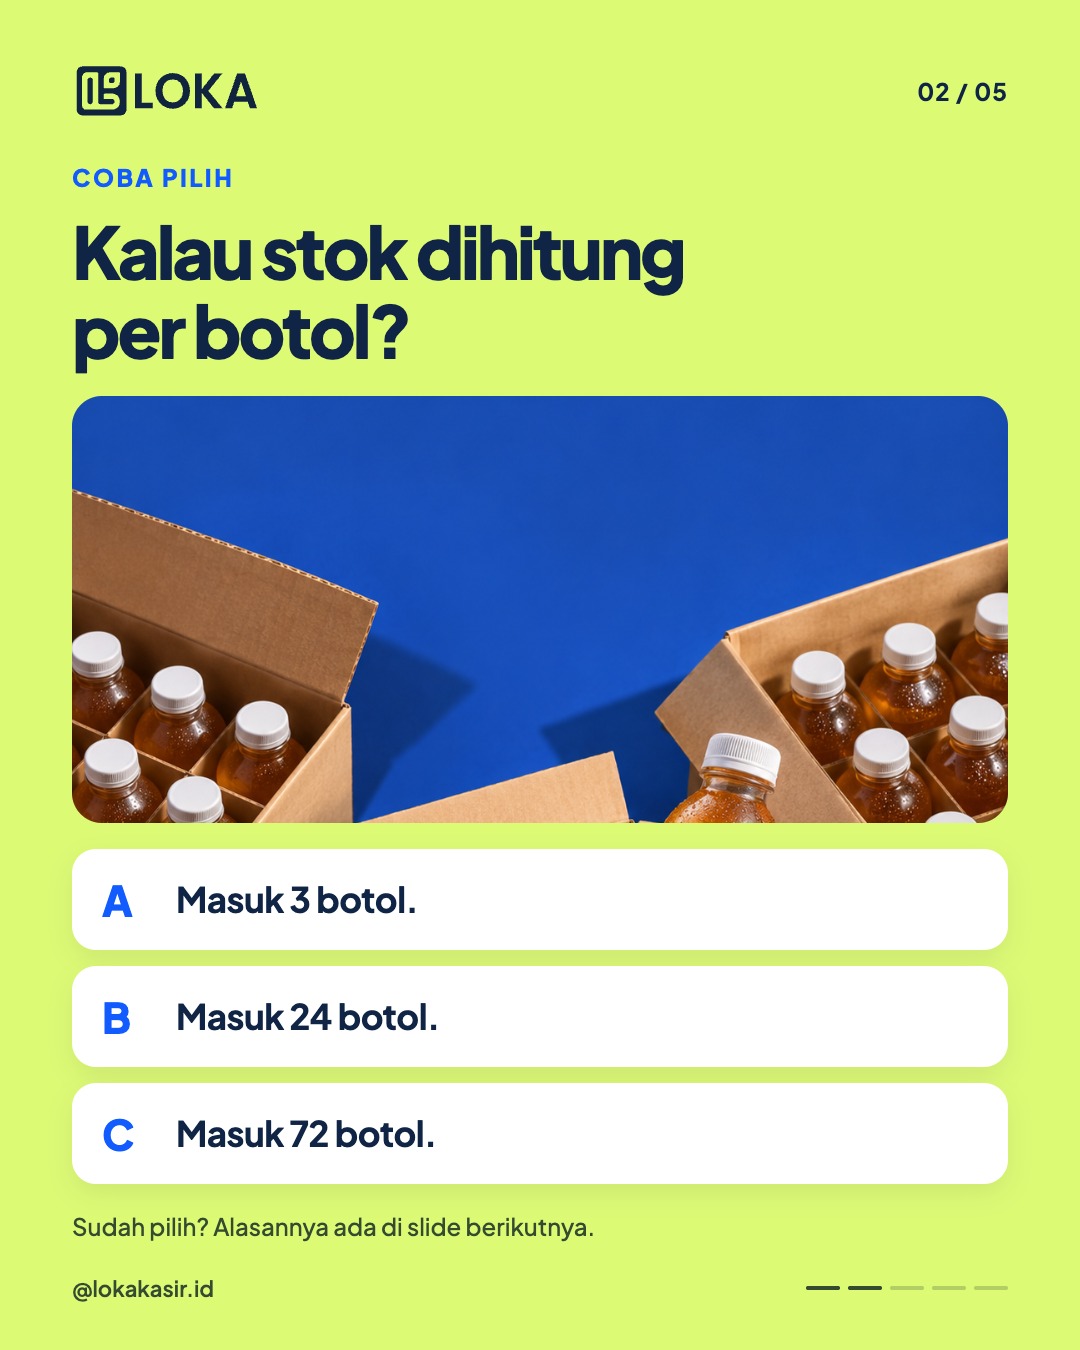 LOKA
02 / 05
COBA PILIH
Kalau stok dihitung
per botol?
A Masuk 3 botol.
B Masuk 24 botol.
C Masuk 72 botol.
Sudah pilih? Alasannya ada di slide berikutnya.
@lokakasir.id